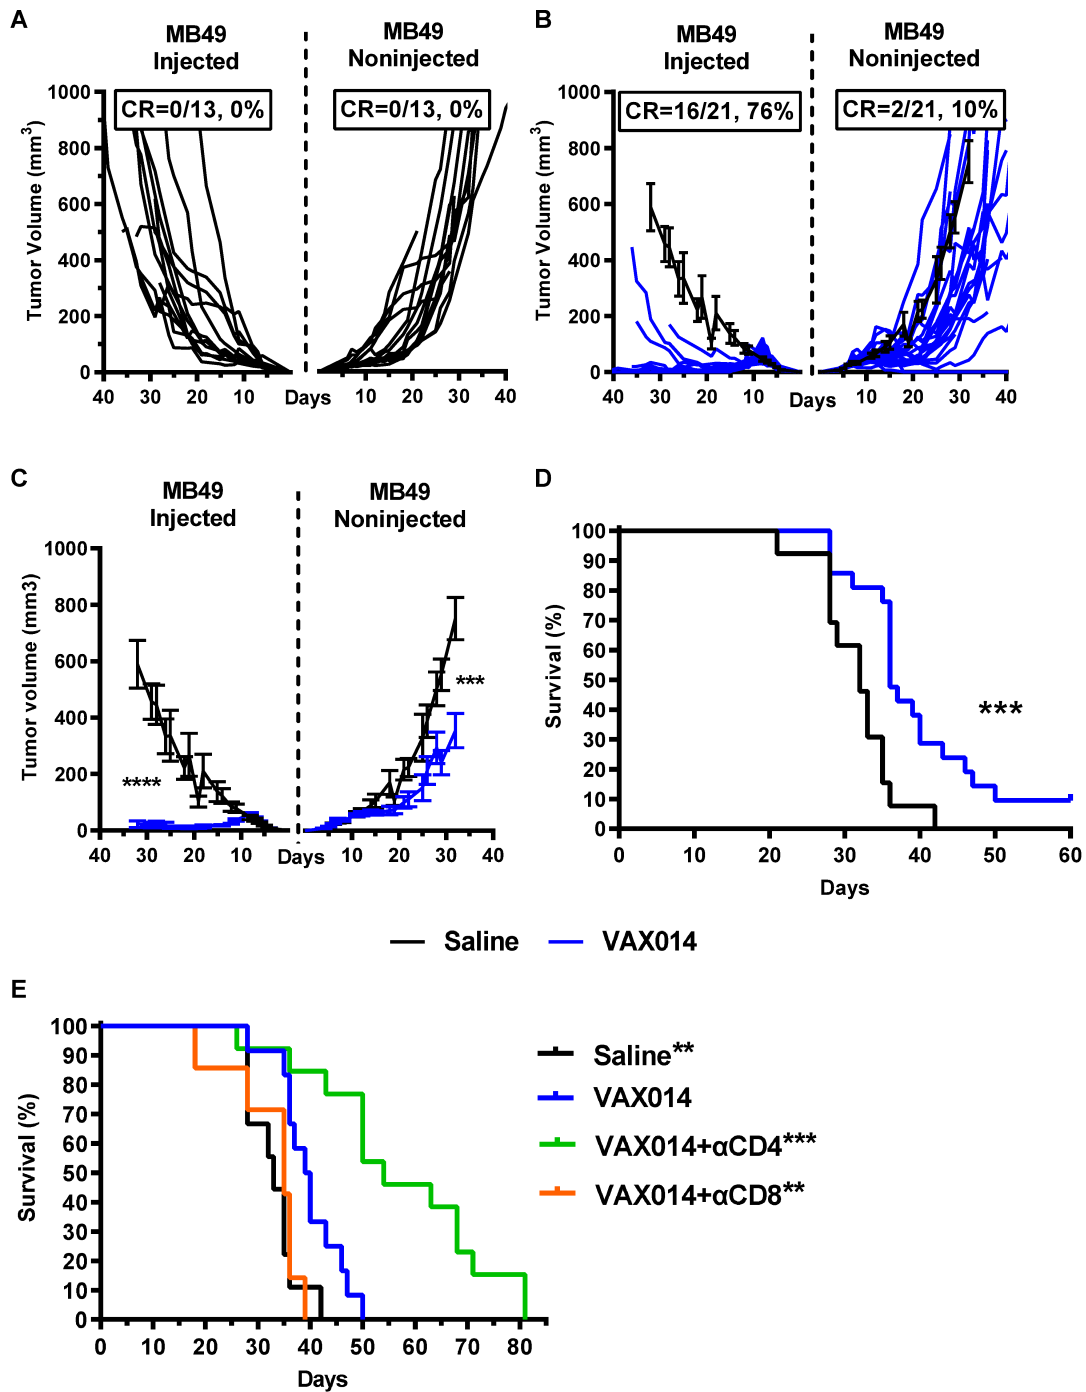 A
MB49
Injected
MB49
Noninjected
CR=0/13, 0%
CR=0/13, 0%
Tumor Volume (mm³)
1000
800
600
400
200
0
40 30 20 10 Days 10 20 30 40
B
MB49
Injected
MB49
Noninjected
CR=16/21, 76%
CR=2/21, 10%
Tumor Volume (mm³)
1000
800
600
400
200
0
40 30 20 10 Days 10 20 30 40
C
MB49
Injected
MB49
Noninjected
Tumor volume (mm3)
1000
800
600
400
200
0
****
***
40 30 20 10 Days 10 20 30 40
D
Survival (%)
100
90
80
70
60
50
40
30
20
10
0
***
0 10 20 30 40 50 60
Days
Saline VAX014
E
Survival (%)
100
90
80
70
60
50
40
30
20
10
0
0 10 20 30 40 50 60 70 80
Days
Saline**
VAX014
VAX014+αCD4***
VAX014+αCD8**